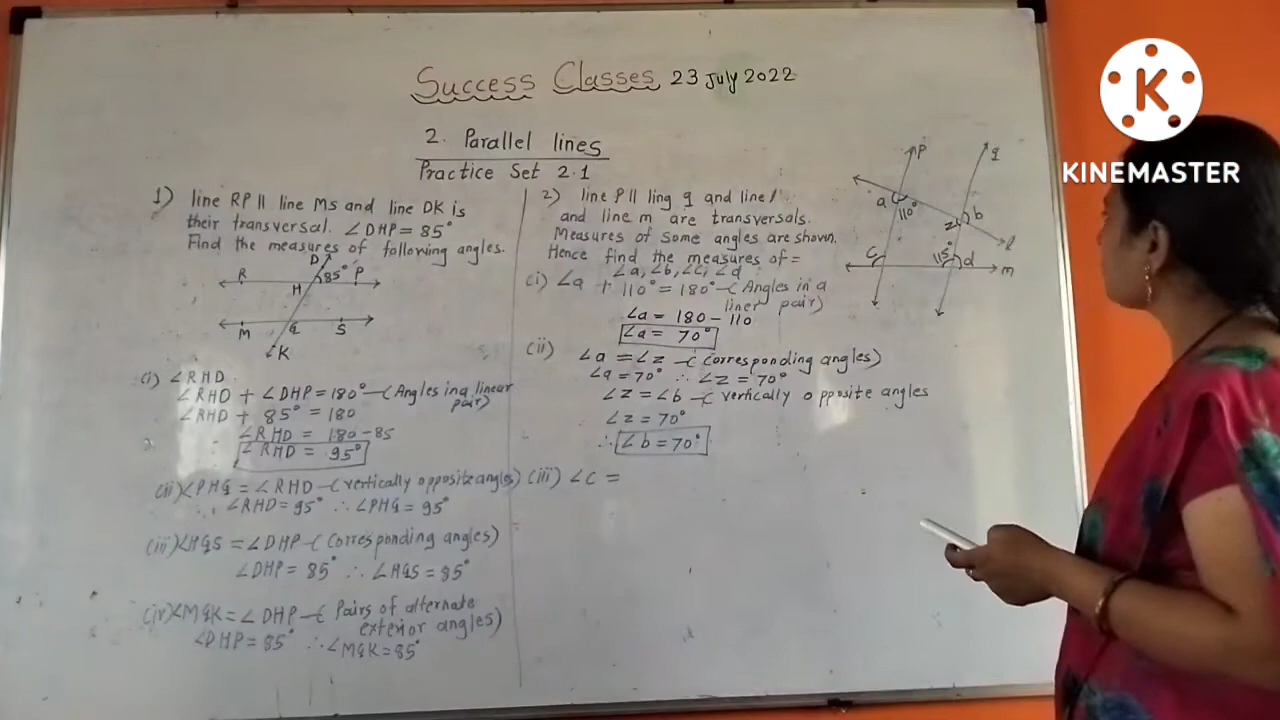 Success Classes 23 July 2022
2. Parallel lines
Practice Set 2.1
1) line RP || line MS and line DK is
their transversal. ∠DHP = 85°
Find the measures of following angles.
D
R
H
85°
P
M
G
S
K
(i) ∠RHD
∠RHD + ∠DHP = 180° -( Angles in a linear
pair)
∠RHD + 85° = 180
∠RHD = 180 - 85
∠RHD = 95°
(ii) ∠PHG = ∠RHD -( vertically opposite angles)
∠RHD = 95° ∴ ∠PHG = 95°
(iii) ∠HGS = ∠DHP -( Corresponding angles)
∠DHP = 85° ∴ ∠HGS = 85°
(iv) ∠MGK = ∠DHP -( Pairs of alternate
exterior angles)
∠DHP = 85° ∴ ∠MGK = 85°
2) line P || ling q and line l
and line m are transversals.
Measures of some angles are shown.
Hence find the measures of =
∠a, ∠b, ∠c, ∠d
(i) ∠a + 110° = 180° -( Angles in a
liner pair)
∠a = 180 - 110
∠a = 70°
(ii) ∠a = ∠z -( Corresponding angles)
∠a = 70° ∴ ∠z = 70°
∠z = ∠b -( vertically opposite angles
∠z = 70°
∴ ∠b = 70°
(iii) ∠c =
P
q
a
110°
z
b
l
c
115°
d
m
K
KINEMASTER